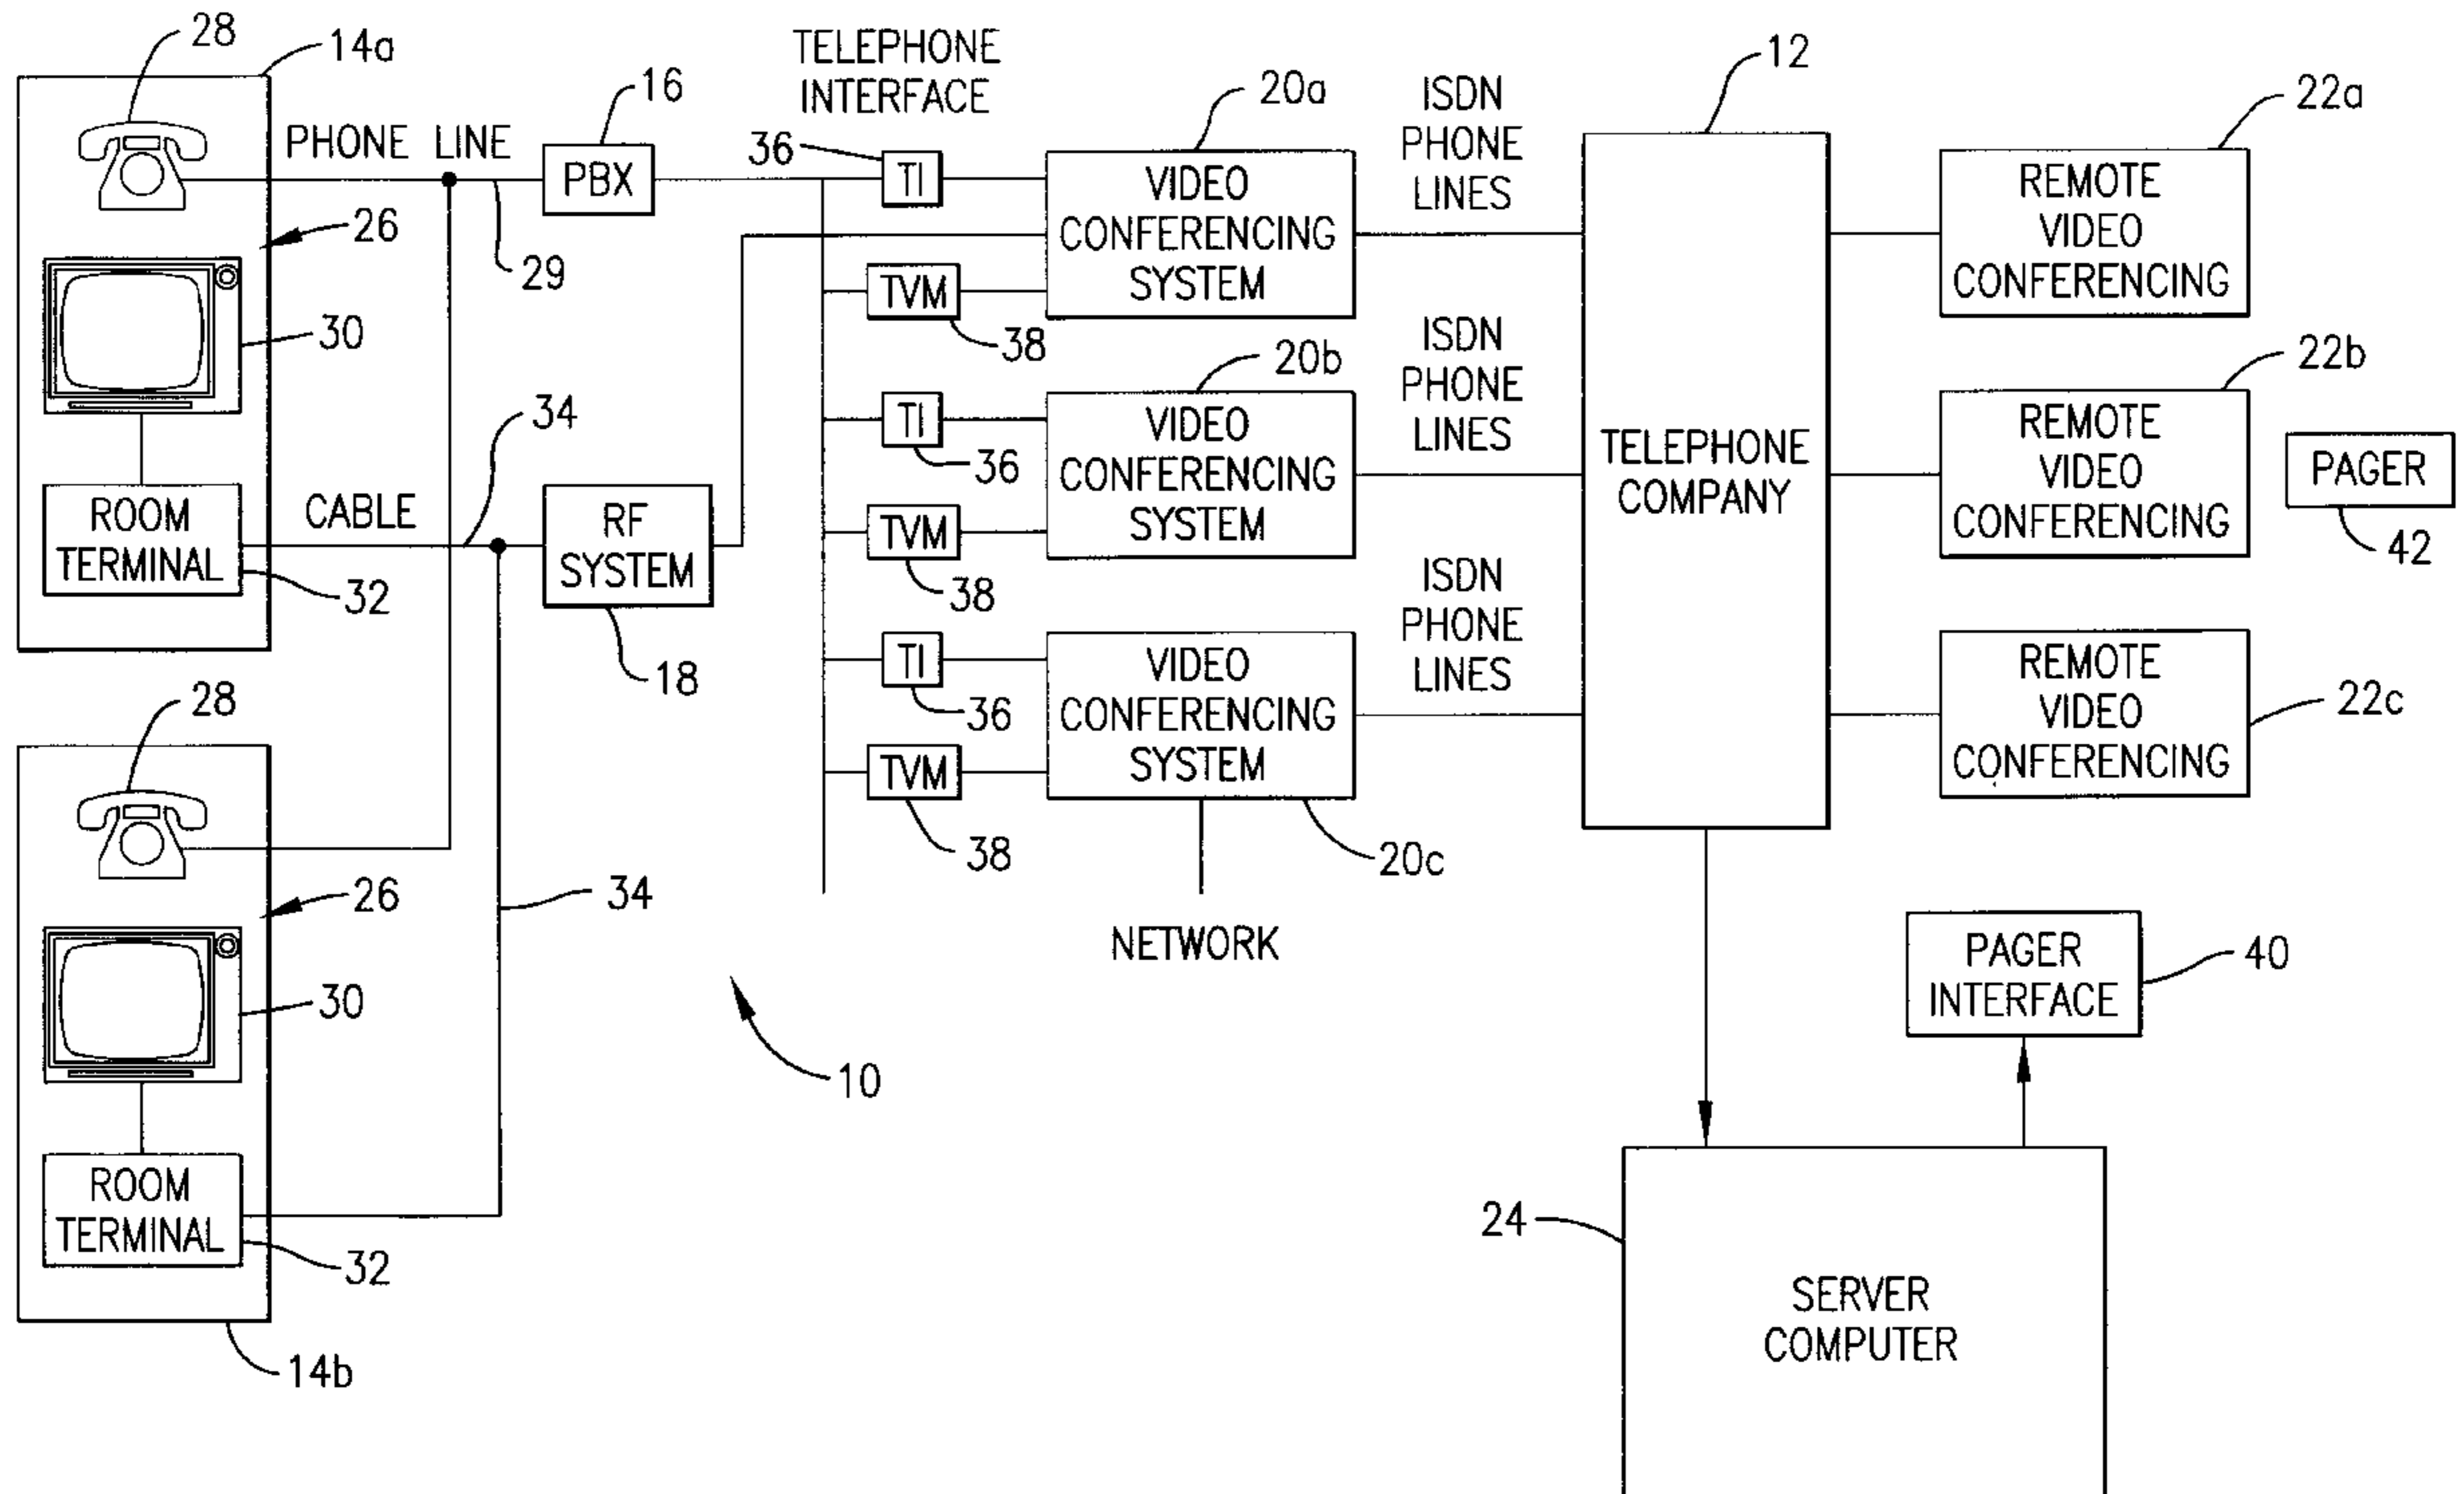 28
14a
PHONE LINE
16
PBX
TELEPHONE
INTERFACE
36
TI
20a
VIDEO
CONFERENCING
SYSTEM
ISDN
PHONE
LINES
12
22a
REMOTE
VIDEO
CONFERENCING
26
29
30
TVM
38
ISDN
PHONE
LINES
20b
22b
34
TI
36
VIDEO
CONFERENCING
SYSTEM
TELEPHONE
COMPANY
REMOTE
VIDEO
CONFERENCING
PAGER
42
ROOM
TERMINAL
32
CABLE
RF
SYSTEM
18
TVM
38
ISDN
PHONE
LINES
TI
36
VIDEO
CONFERENCING
SYSTEM
20c
REMOTE
VIDEO
CONFERENCING
22c
28
TVM
38
26
34
NETWORK
PAGER
INTERFACE
40
30
10
ROOM
TERMINAL
32
14b
24
SERVER
COMPUTER